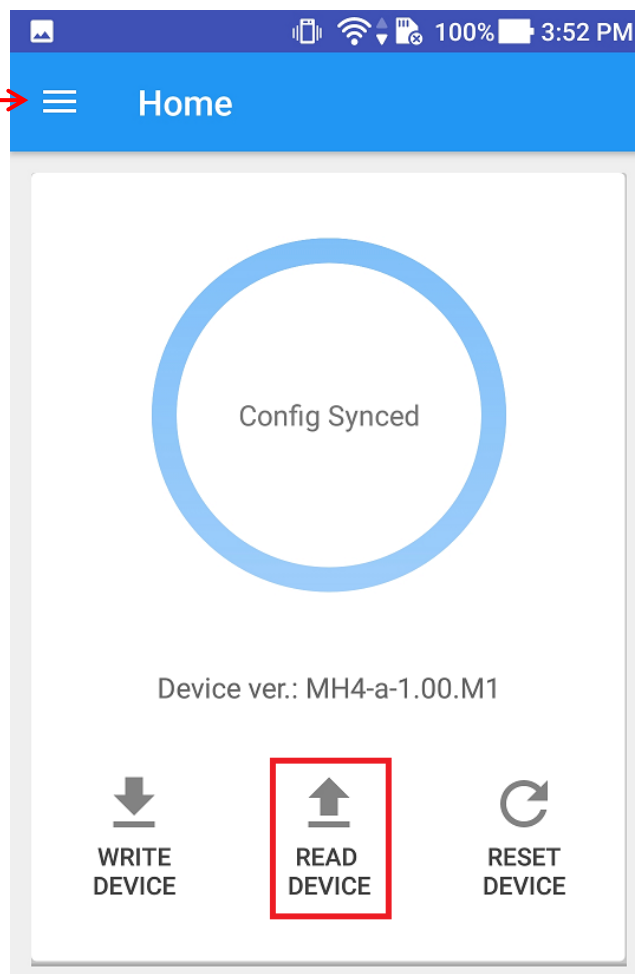 100% 3:52 PM
Home
Config Synced
Device ver.: MH4-a-1.00.M1
WRITE
DEVICE
READ
DEVICE
RESET
DEVICE